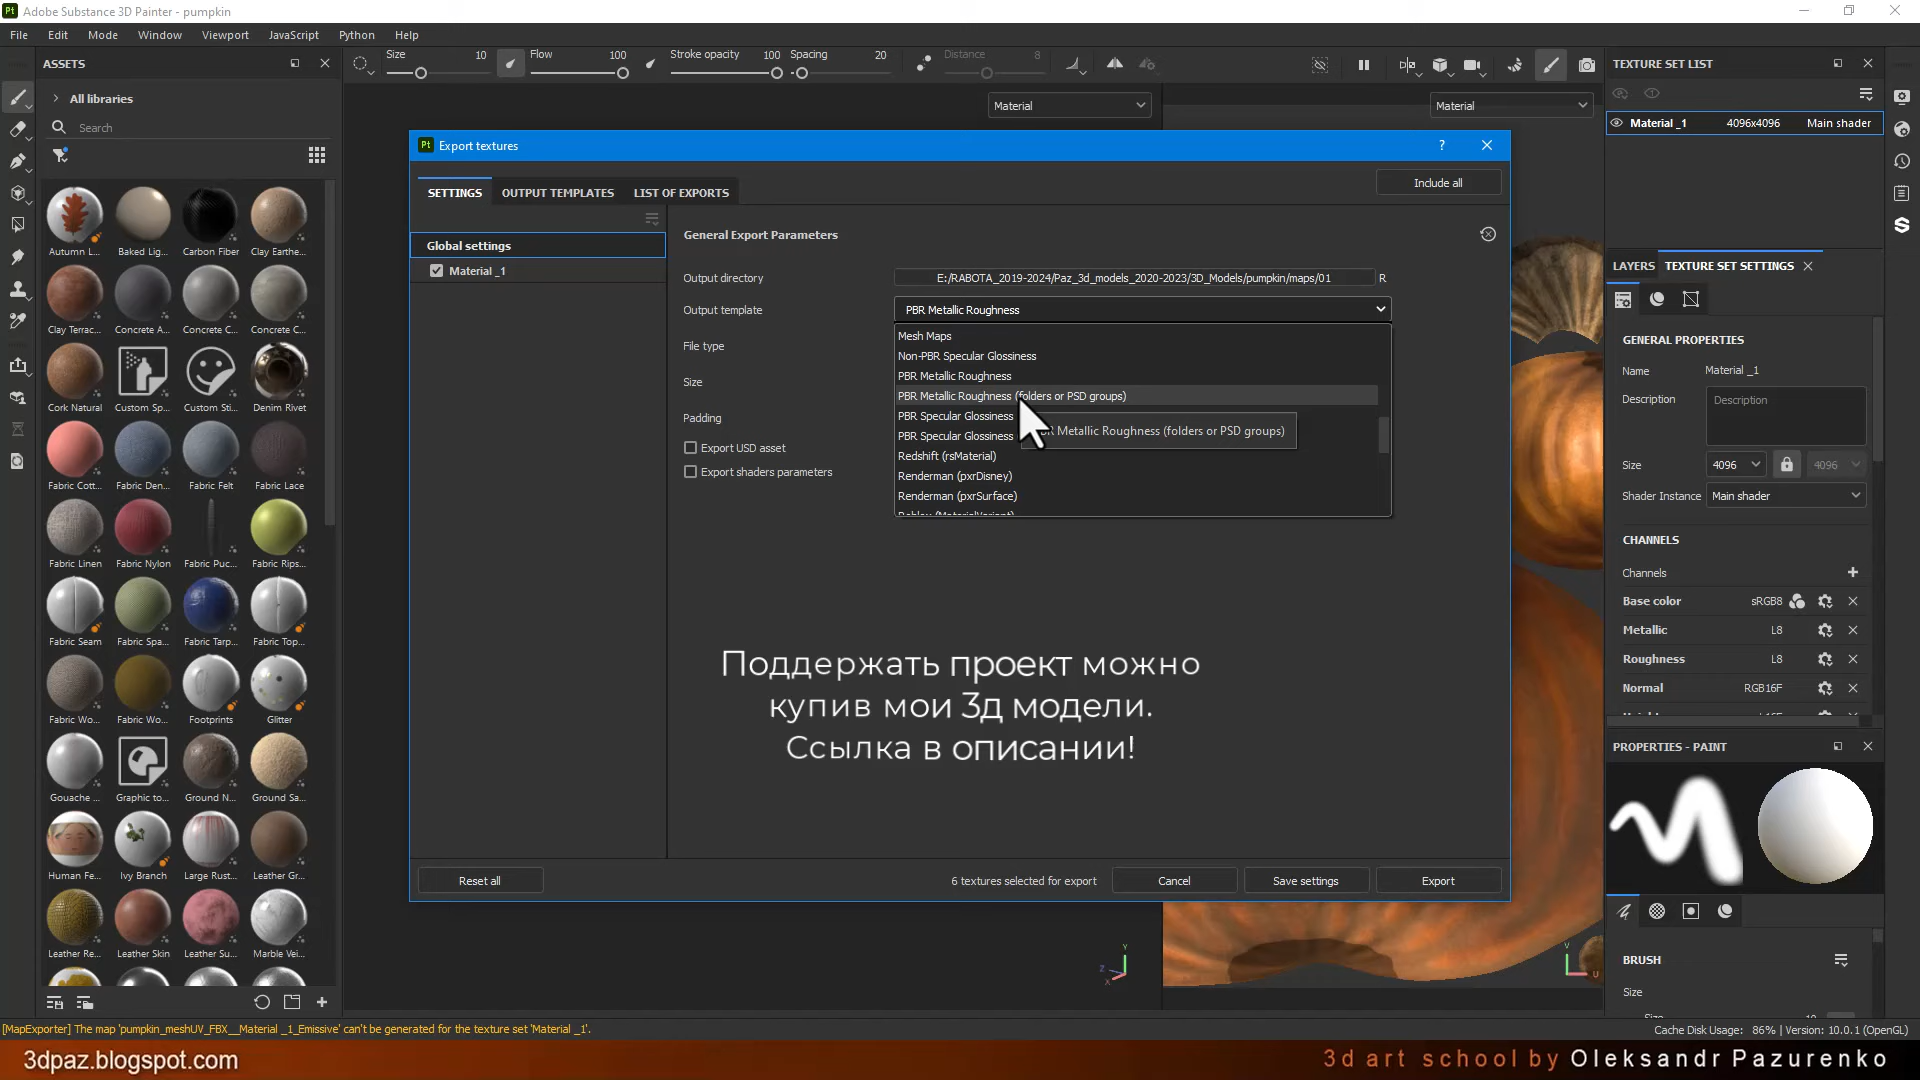 Adobe Substance 3D Painter - pumpkin
File Edit Mode Window Viewport JavaScript Python Help
ASSETS
All libraries
Search
Autumn L... Baked Lig... Carbon Fiber Clay Earthe...
Clay Terrac... Concrete A... Concrete C... Concrete C...
Cork Natural Custom Sp... Custom Sti... Denim Rivet
Fabric Cott... Fabric Den... Fabric Felt Fabric Lace
Fabric Linen Fabric Nylon Fabric Puc... Fabric Rips...
Fabric Seam Fabric Spa... Fabric Tarp... Fabric Top...
Fabric Wo... Fabric Wo... Footprints Glitter
Gouache ... Graphic to... Ground N... Ground Sa...
Human Fe... Ivy Branch Large Rust... Leather Gr...
Leather Re... Leather Skin Leather Su... Marble Vei...
Size 10 Flow 100 Stroke opacity 100 Spacing 20 Distance 8
Material
Material
Export textures
SETTINGS OUTPUT TEMPLATES LIST OF EXPORTS
Include all
Global settings
Material _1
General Export Parameters
Output directory E:/RABOTA_2019-2024/Paz_3d_models_2020-2023/3D_Models/pumpkin/maps/01 R
Output template PBR Metallic Roughness
File type
Size
Padding
Export USD asset
Export shaders parameters
Mesh Maps
Non-PBR Specular Glossiness
PBR Metallic Roughness
PBR Metallic Roughness (folders or PSD groups)
PBR Specular Glossiness
PBR Specular Glossiness
Redshift (rsMaterial)
Renderman (pxrDisney)
Renderman (pxrSurface)
Roblox (MaterialVariant)
Metallic Roughness (folders or PSD groups)
Поддержать проект можно
купив мои 3д модели.
Ссылка в описании!
Reset all 6 textures selected for export Cancel Save settings Export
TEXTURE SET LIST
Material _1 4096x4096 Main shader
LAYERS TEXTURE SET SETTINGS
GENERAL PROPERTIES
Name Material _1
Description Description
Size 4096 4096
Shader Instance Main shader
CHANNELS
Channels
Base color sRGB8
Metallic L8
Roughness L8
Normal RGB16F
PROPERTIES - PAINT
BRUSH
Size
Y Z X
V U
[MapExporter] The map 'pumpkin_meshUV_FBX__Material _1_Emissive' can't be generated for the texture set 'Material _1'.
Cache Disk Usage: 86% | Version: 10.0.1 (OpenGL)
3dpaz.blogspot.com
3d art school by Oleksandr Pazurenko